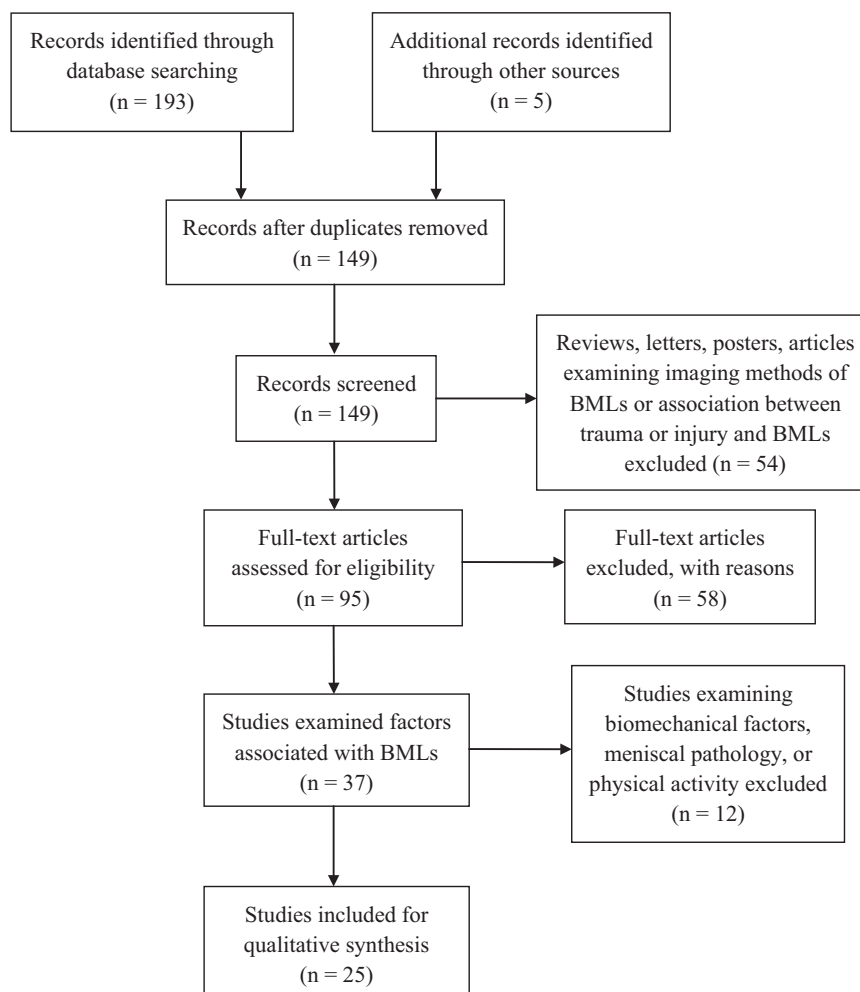 Records identified through
database searching
(n = 193)
Additional records identified
through other sources
(n = 5)
Records after duplicates removed
(n = 149)
Records screened
(n = 149)
Reviews, letters, posters, articles
examining imaging methods of
BMLs or association between
trauma or injury and BMLs
excluded (n = 54)
Full-text articles
assessed for eligibility
(n = 95)
Full-text articles
excluded, with reasons
(n = 58)
Studies examined factors
associated with BMLs
(n = 37)
Studies examining
biomechanical factors,
meniscal pathology, or
physical activity excluded
(n = 12)
Studies included for
qualitative synthesis
(n = 25)